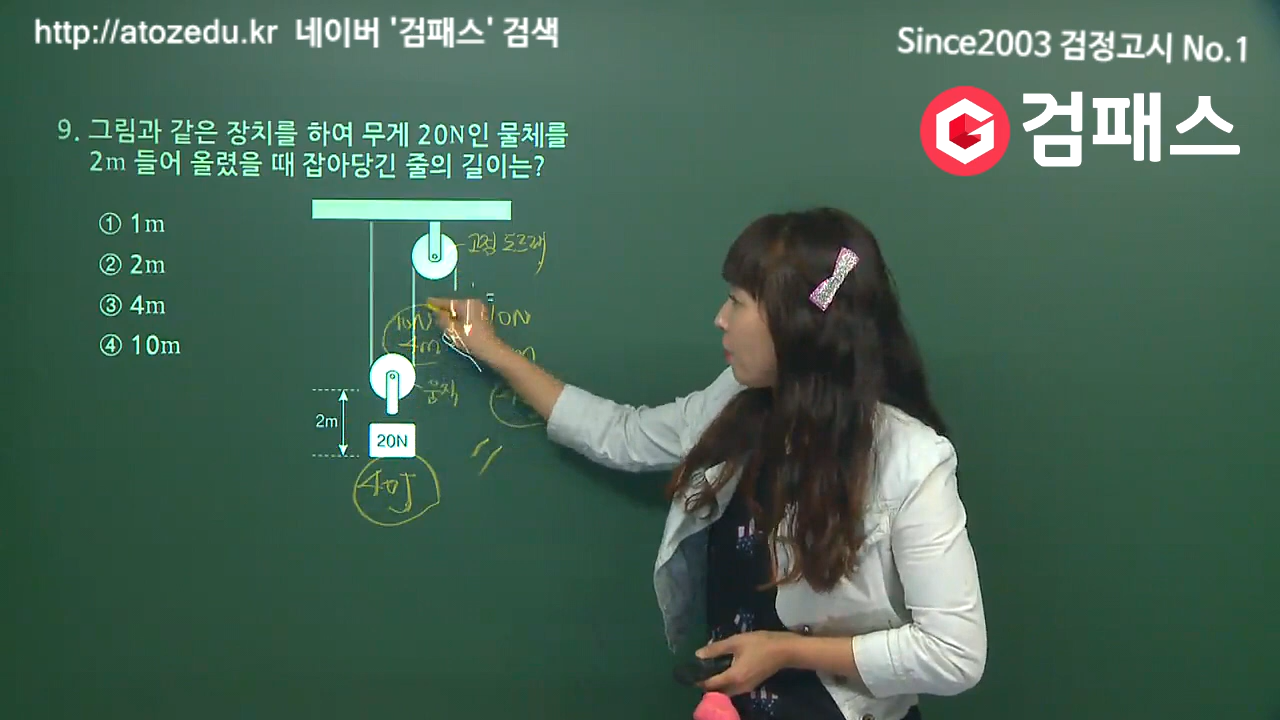 http://atozedu.kr 네이버 '검패스' 검색
Since2003 검정고시 No.1
검패스
9. 그림과 같은 장치를 하여 무게 20N인 물체를
2m 들어 올렸을 때 잡아당긴 줄의 길이는?
① 1m
② 2m
③ 4m
④ 10m
고정 도르래
10N
10N
4m
움직
2m
20N
40J